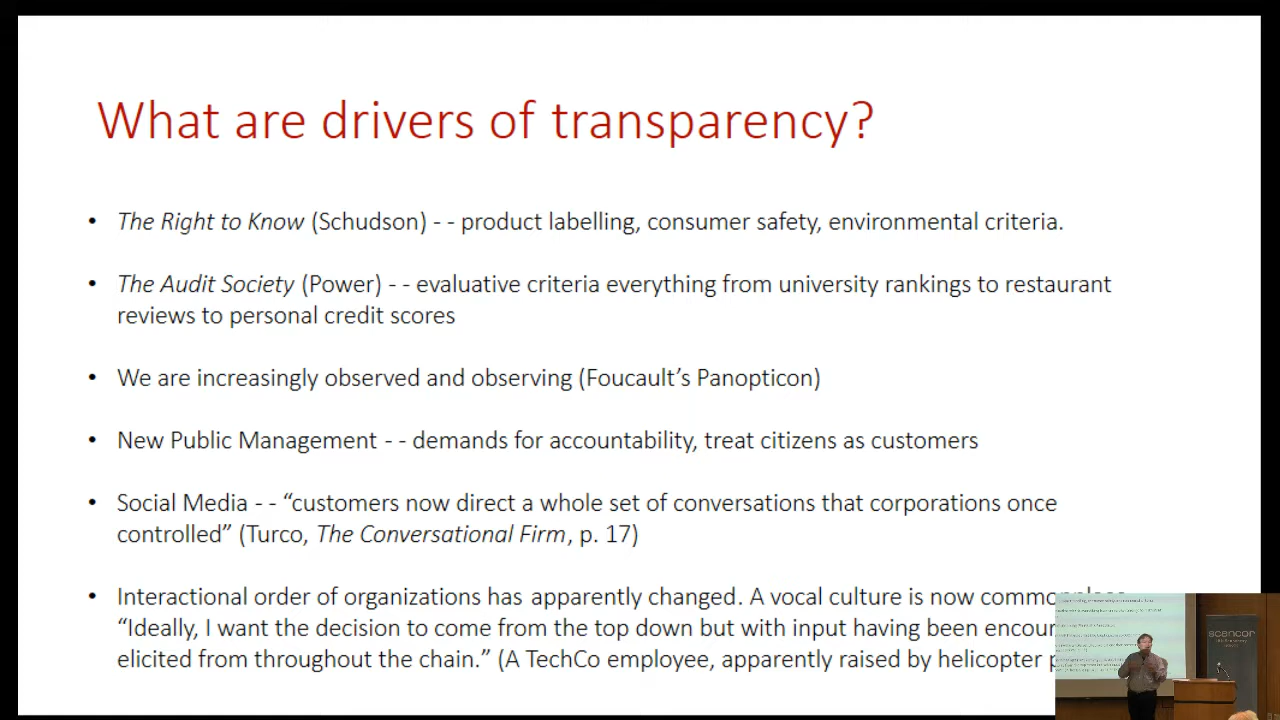 What are drivers of transparency?
• The Right to Know (Schudson) - - product labelling, consumer safety, environmental criteria.
• The Audit Society (Power) - - evaluative criteria everything from university rankings to restaurant
reviews to personal credit scores
• We are increasingly observed and observing (Foucault’s Panopticon)
• New Public Management - - demands for accountability, treat citizens as customers
• Social Media - - “customers now direct a whole set of conversations that corporations once
controlled” (Turco, The Conversational Firm, p. 17)
• Interactional order of organizations has apparently changed. A vocal culture is now
“Ideally, I want the decision to come from the top down but with input having been
elicited from throughout the chain.” (A TechCo employee, apparently raised by helicopter
scancor